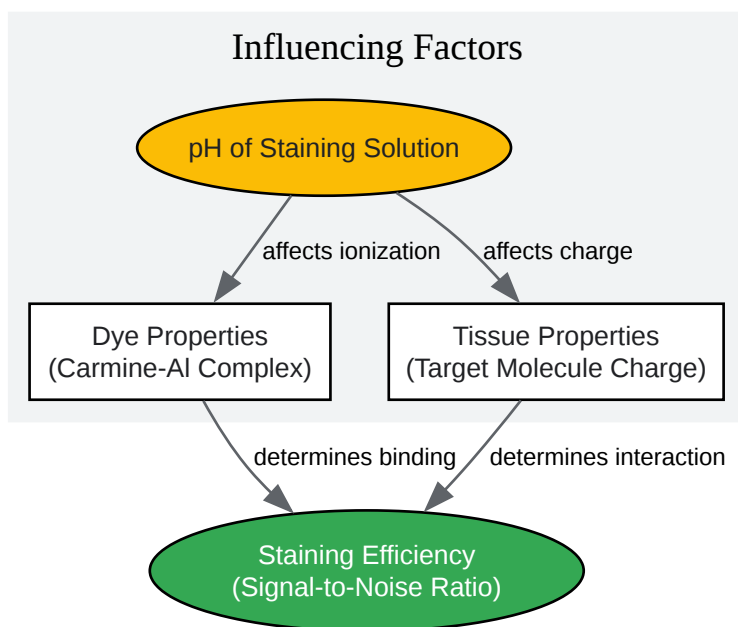 Influencing Factors
pH of Staining Solution
affects ionization
affects charge
Dye Properties
(Carmine-Al Complex)
Tissue Properties
(Target Molecule Charge)
determines binding
determines interaction
Staining Efficiency
(Signal-to-Noise Ratio)